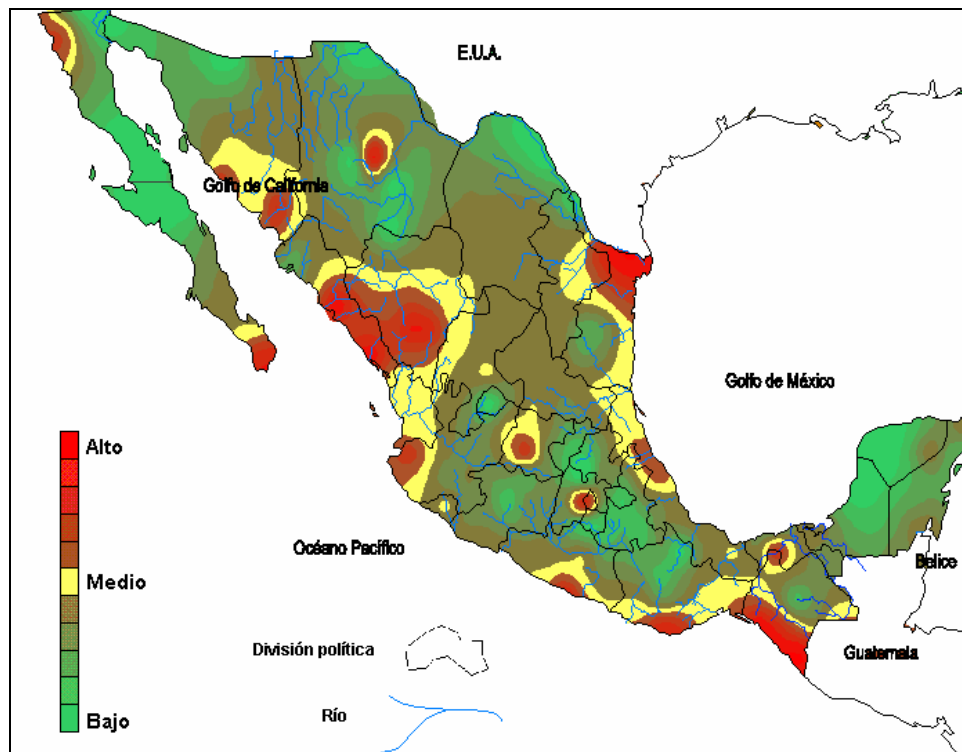 E.U.A.
Golfo de California
Golfo de México
Alto
Océano Pacífico
Belice
Medio
División política
Guatemala
Río
Bajo